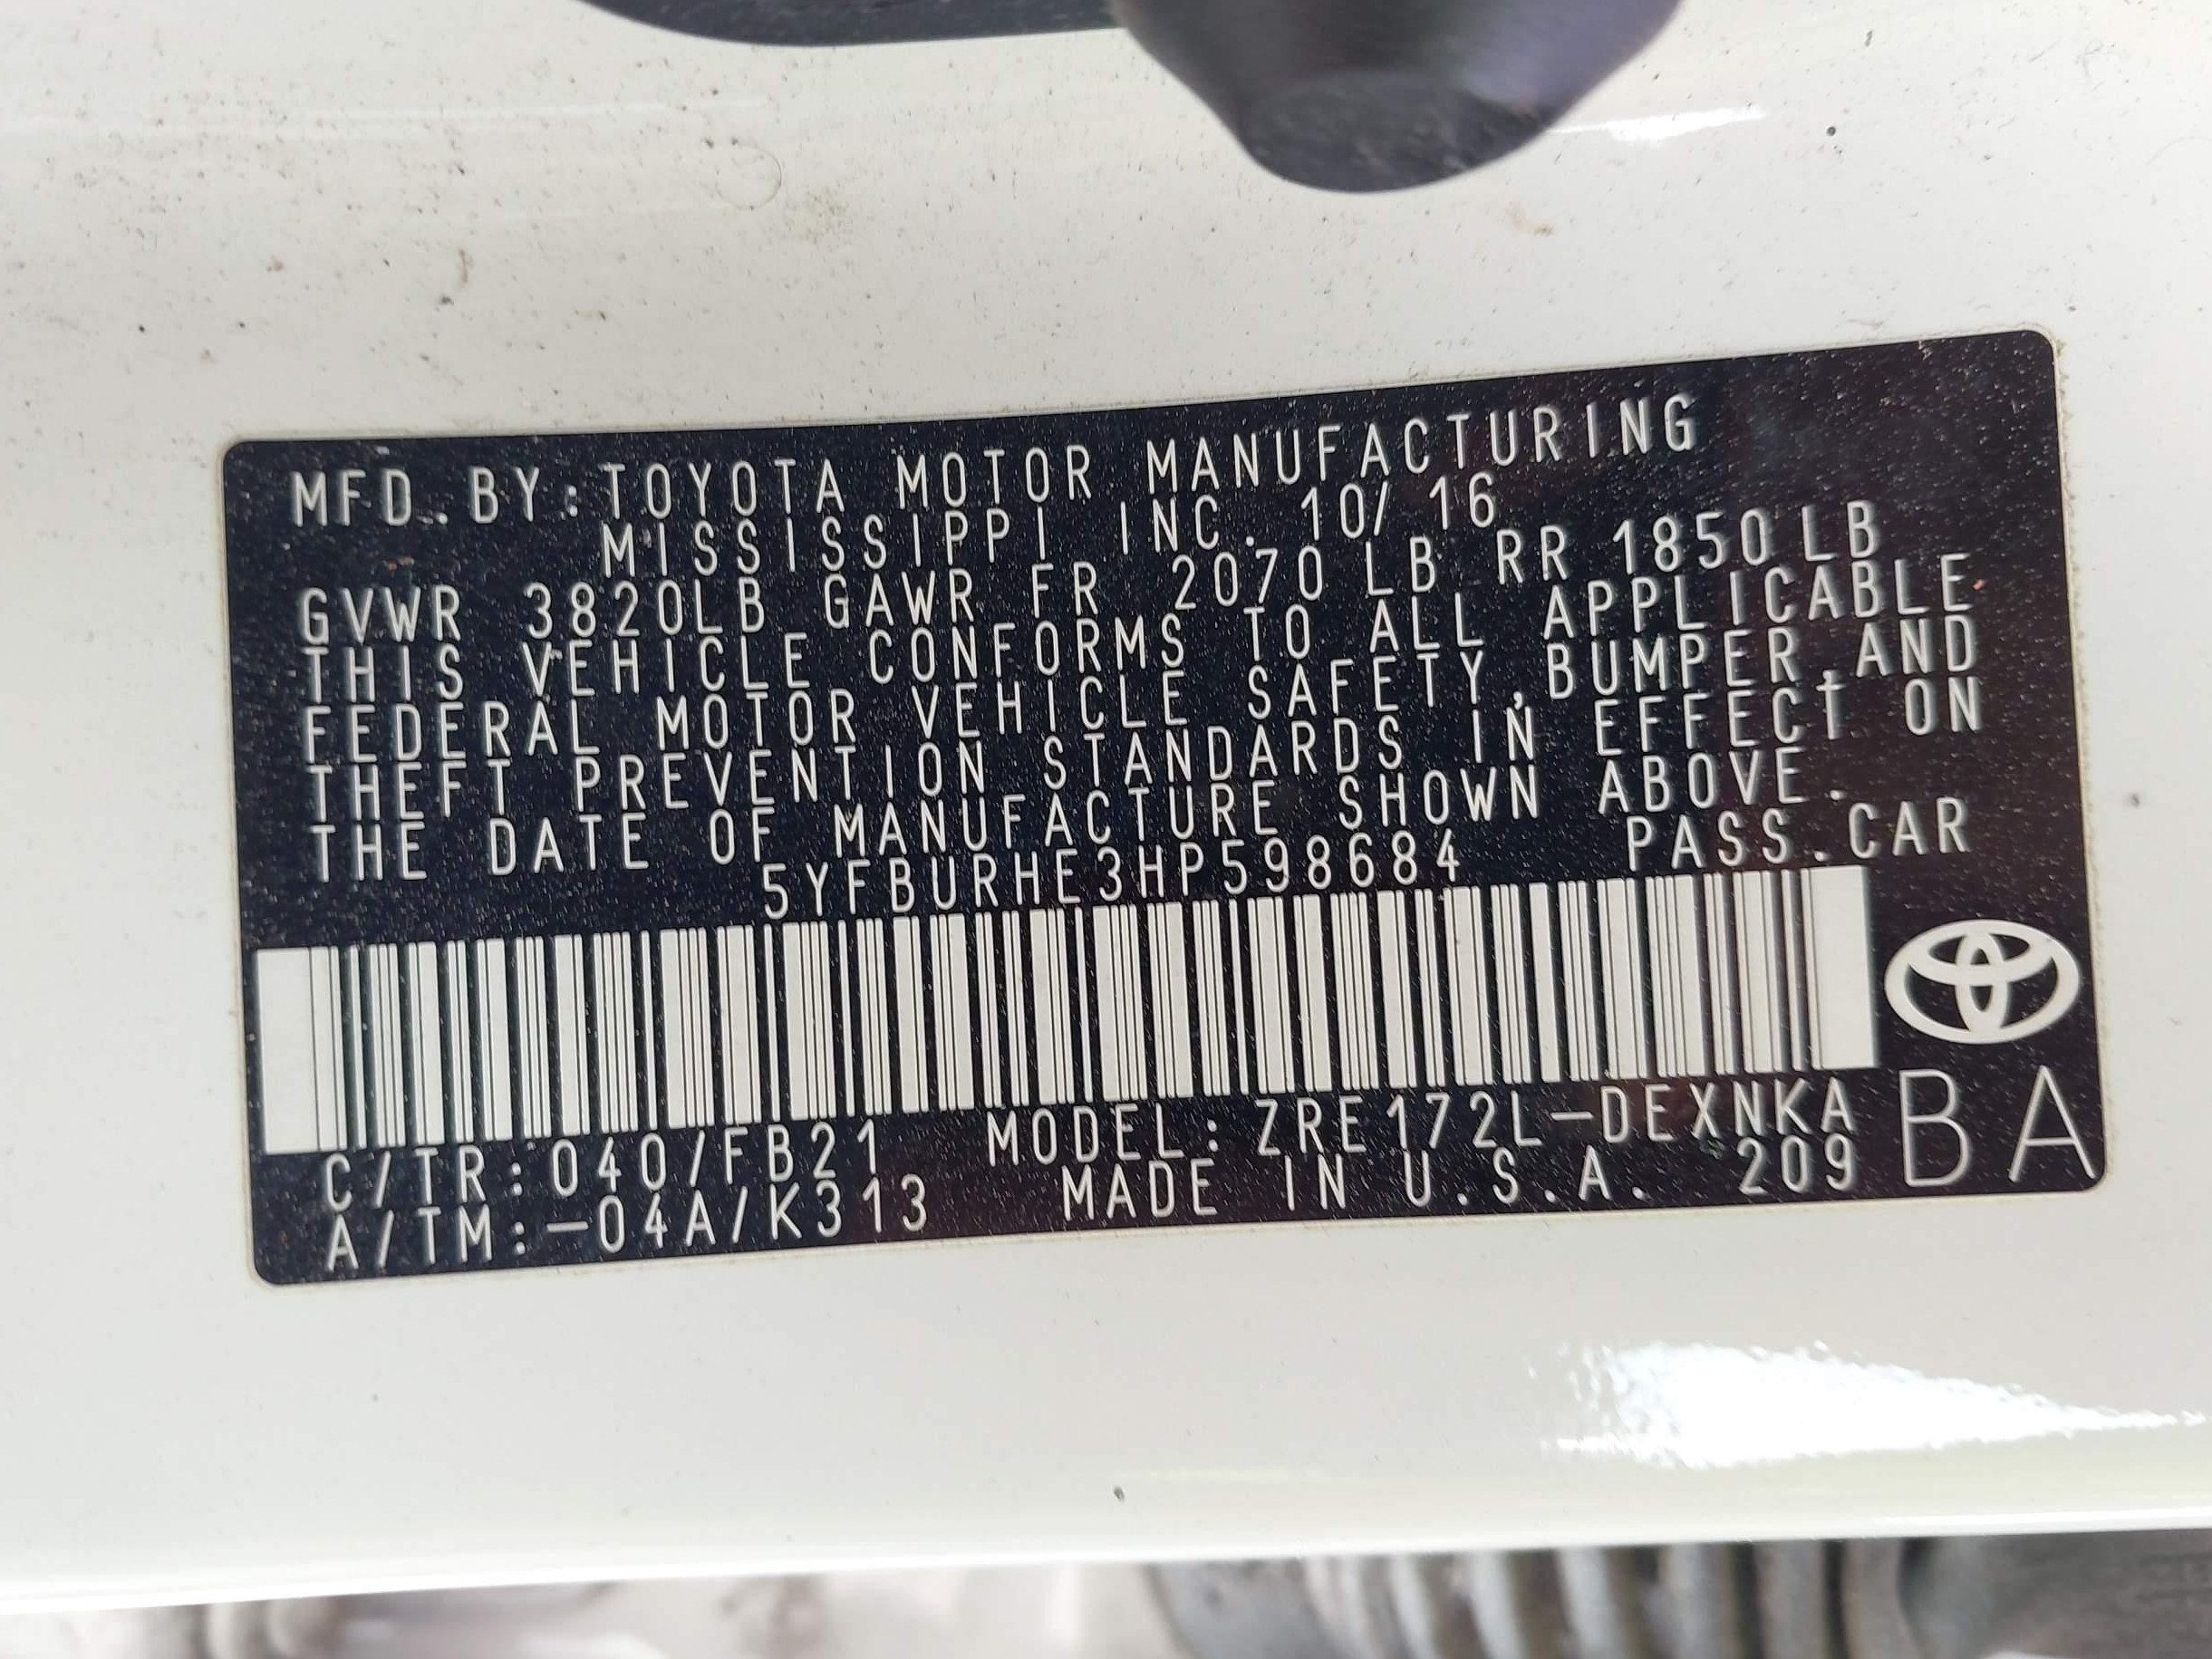 MFD. BY: TOYOTA MOTOR MANUFACTURING
MISSISSIPPI INC. 10/ 16
GVWR 3820LB GAWR FR 2070 LB RR 1850LB
THIS VEHICLE CONFORMS TO ALL APPLICABLE
FEDERAL MOTOR VEHICLE SAFETY,BUMPER,AND
THEFT PREVENTION STANDARDS IN EFFECT ON
THE DATE OF MANUFACTURE SHOWN ABOVE.
5YFBURHE3HP598684 PASS.CAR
C/TR:040/FB21 MODEL: ZRE172L-DEXNKA
A/TM:-04A/K313 MADE IN U.S.A. 209
BA